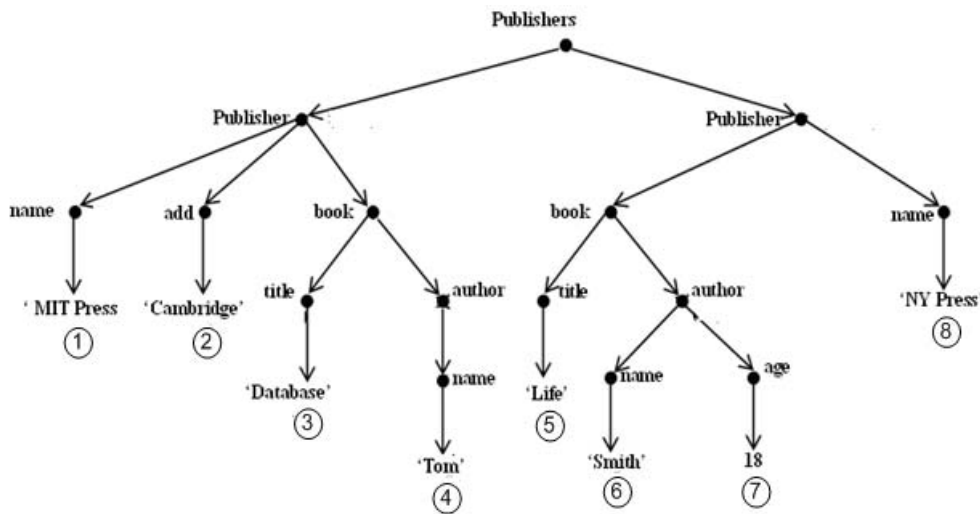 Publishers
Publisher
Publisher
name
add
book
book
name
title
author
title
author
' MIT Press
'Cambridge'
'NY Press
1
2
8
name
name
age
'Database'
'Life'
3
5
'Tom'
'Smith'
18
4
6
7